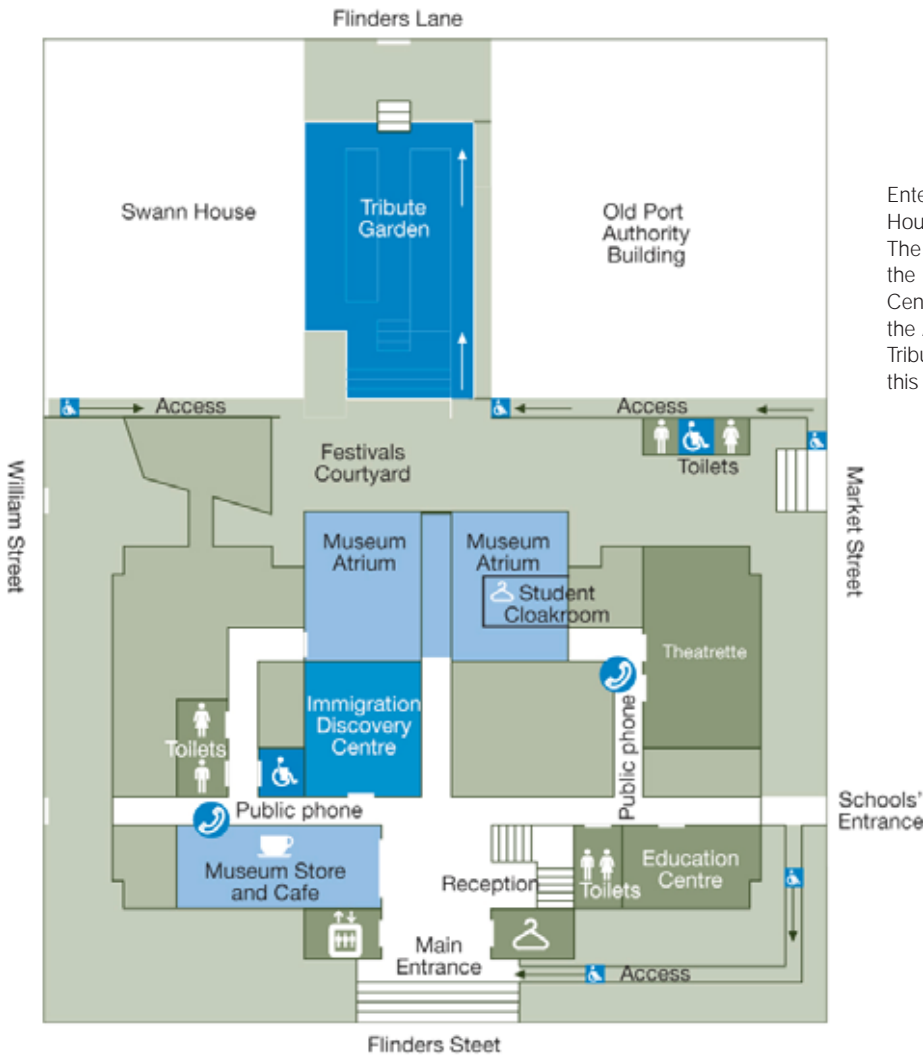 Flinders Lane
Swann House
Tribute
Garden
Old Port
Authority
Building
Ente
Hou
The
the
Cen
the
Tribu
this
Access
Access
Toilets
Festivals
Courtyard
William Street
Market Street
Museum
Atrium
Museum
Atrium
Student
Cloakroom
Theatrette
Immigration
Discovery
Centre
Toilets
Public phone
Public phone
Schools'
Entrance
Museum Store
and Cafe
Reception
Toilets
Education
Centre
Main
Entrance
Access
Flinders Steet